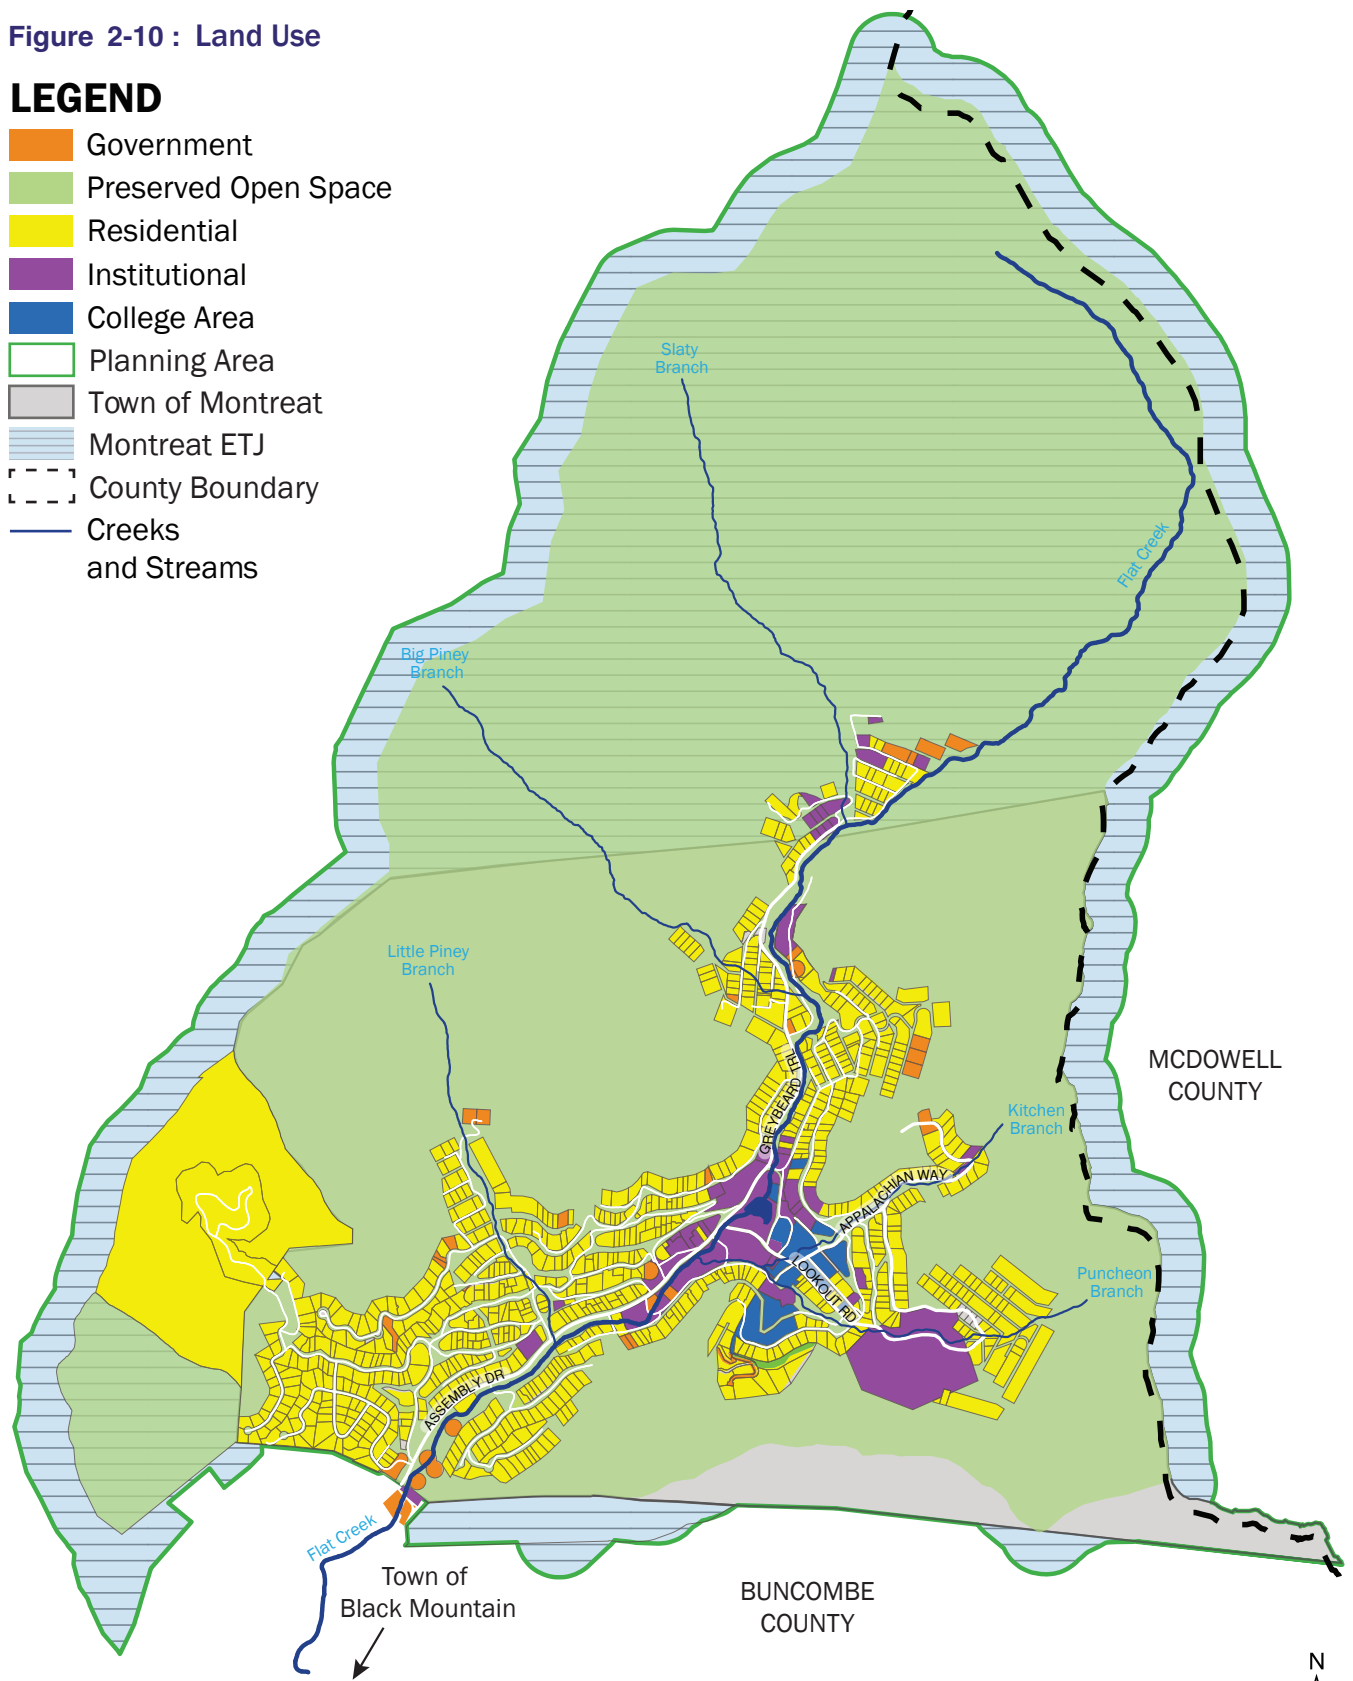 Figure 2-10 : Land Use
LEGEND
Government
Preserved Open Space
Residential
Institutional
College Area
Planning Area
Town of Montreat
Montreat ETJ
County Boundary
Creeks
and Streams
Slaty
Branch
Flat Creek
Big Piney
Branch
Little Piney
Branch
MCDOWELL
COUNTY
GREYBEARD TRL
Kitchen
Branch
APPALACHIAN WAY
LOOKOUT RD
Puncheon
Branch
ASSEMBLY DR
Flat Creek
Town of
Black Mountain
BUNCOMBE
COUNTY
N